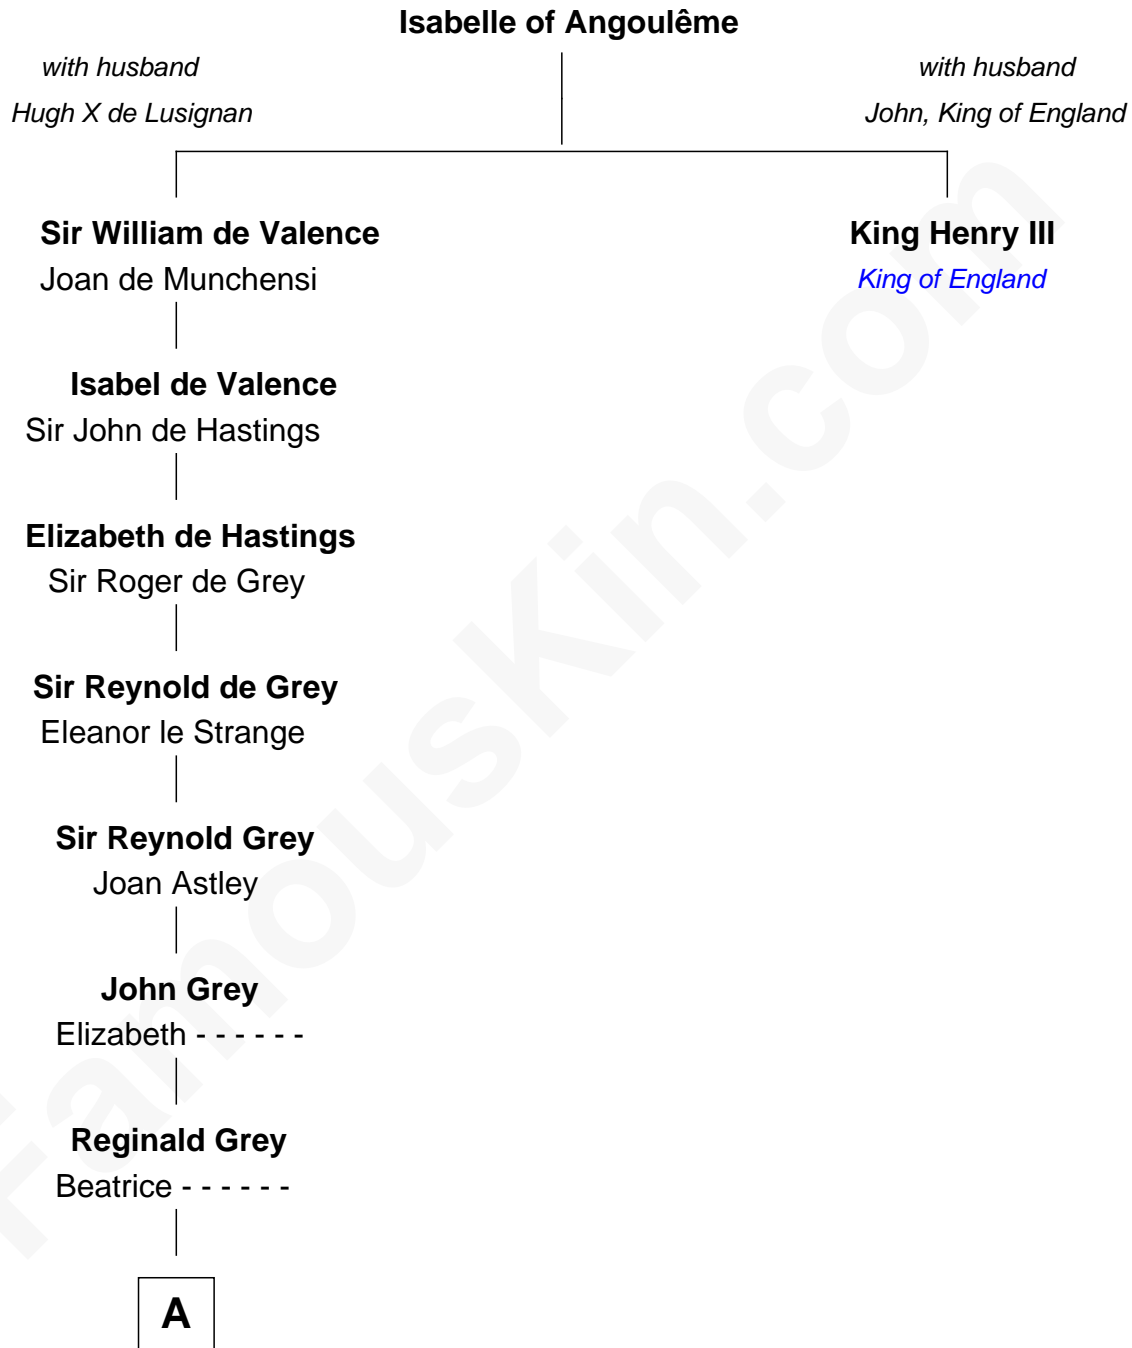 Isabelle of Angoulême
with husband
Hugh X de Lusignan
with husband
John, King of England
Sir William de Valence
Joan de Munchensi
King Henry III
King of England
Isabel de Valence
Sir John de Hastings
Elizabeth de Hastings
Sir Roger de Grey
Sir Reynold de Grey
Eleanor le Strange
Sir Reynold Grey
Joan Astley
John Grey
Elizabeth - - - - - -
Reginald Grey
Beatrice - - - - - -
A
FamousKin.com